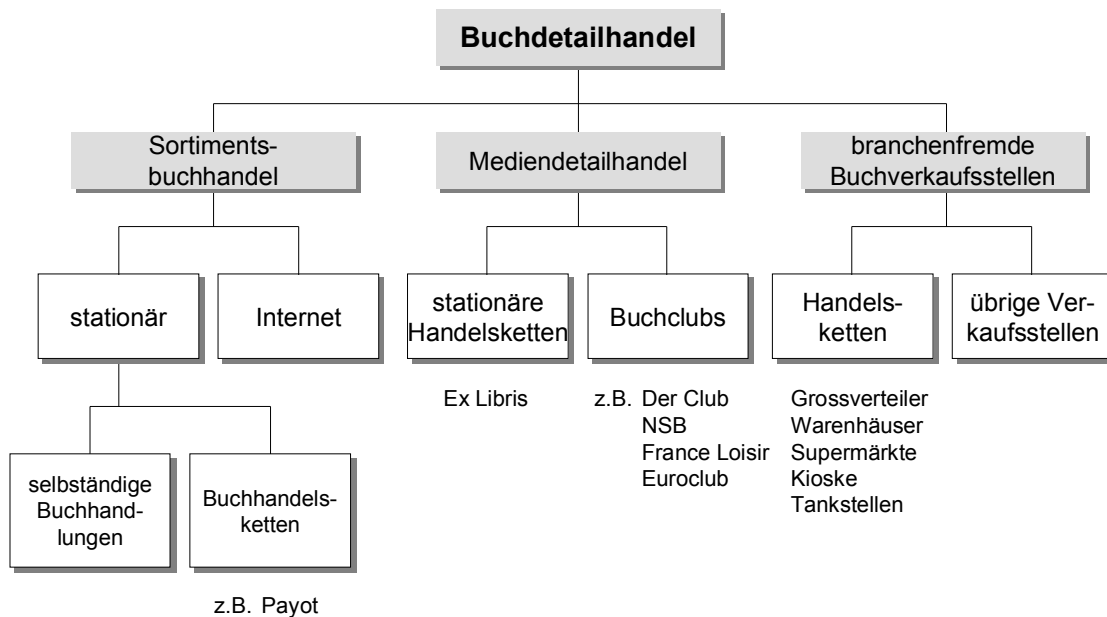 Buchdetailhandel
Sortiments-
buchhandel
Mediendetailhandel
branchenfremde
Buchverkaufsstellen
stationär
Internet
stationäre
Handelsketten
Buchclubs
Handels-
ketten
übrige Ver-
kaufsstellen
Ex Libris
z.B. Der Club
NSB
France Loisir
Euroclub
Grossverteiler
Warenhäuser
Supermärkte
Kioske
Tankstellen
selbständige
Buchhand-
lungen
Buchhandels-
ketten
z.B. Payot